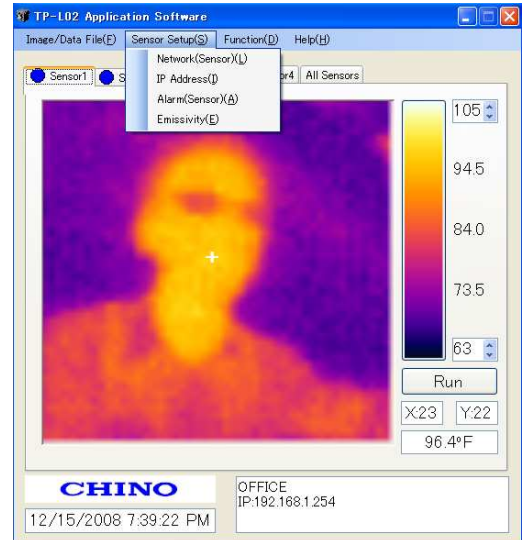 TP-L02 Application Software
Image/Data File(F) Sensor Setup(S) Function(D) Help(H)
Network(Sensor)(L)
IP Address(I)
Alarm(Sensor)(A)
Emissivity(E)
Sensor1 S or4 All Sensors
105
94.5
84.0
73.5
63
Run
X:23 Y:22
96.4°F
CHINO
OFFICE
IP:192.168.1.254
12/15/2008 7:39:22 PM